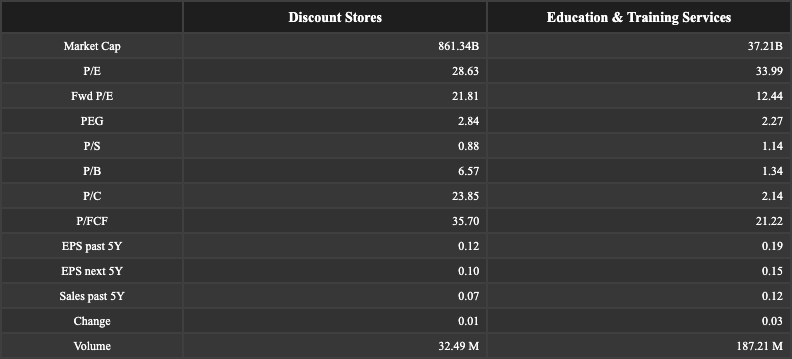 Discount Stores Education & Training Services
Market Cap 861.34B 37.21B
P/E 28.63 33.99
Fwd P/E 21.81 12.44
PEG 2.84 2.27
P/S 0.88 1.14
P/B 6.57 1.34
P/C 23.85 2.14
P/FCF 35.70 21.22
EPS past 5Y 0.12 0.19
EPS next 5Y 0.10 0.15
Sales past 5Y 0.07 0.12
Change 0.01 0.03
Volume 32.49 M 187.21 M